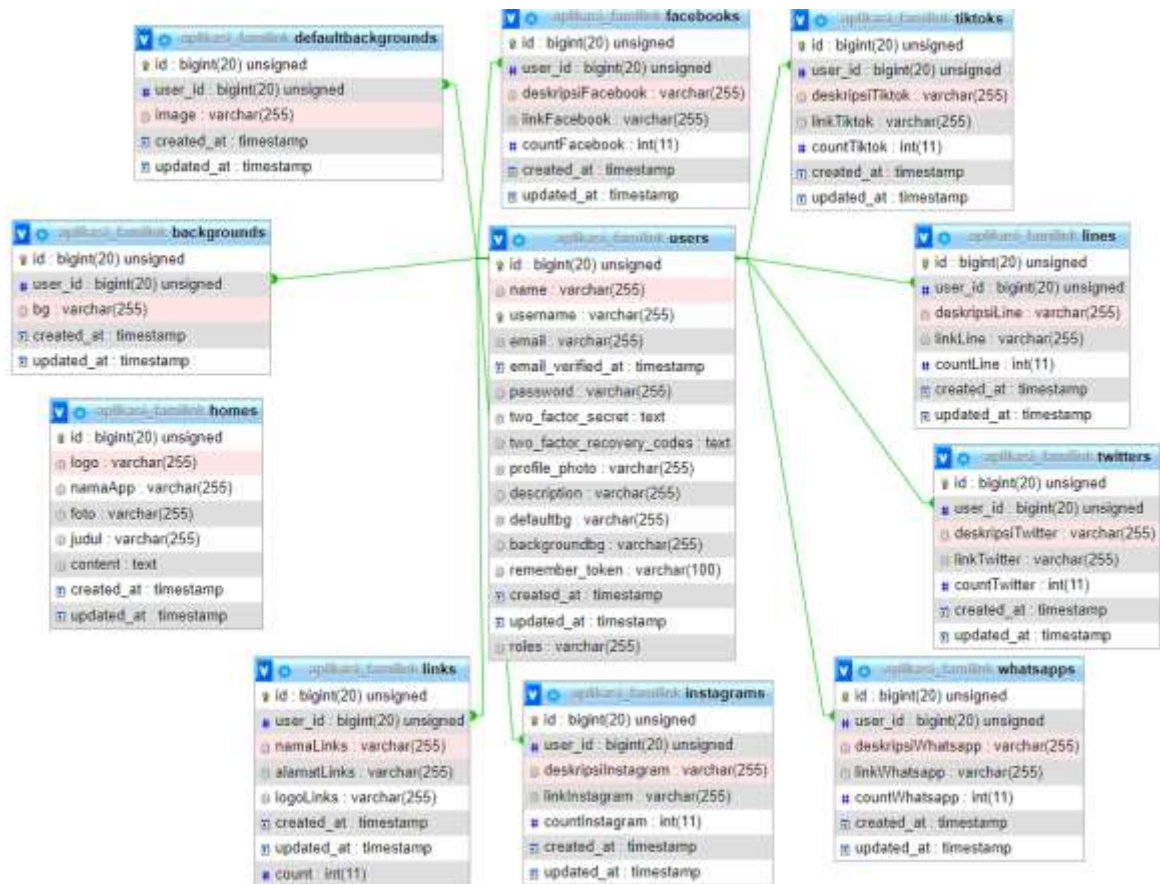 aplikasi_familink defaultbackgrounds
id : bigint(20) unsigned
user_id : bigint(20) unsigned
image : varchar(255)
created_at : timestamp
updated_at : timestamp
aplikasi_familink facebooks
id : bigint(20) unsigned
user_id : bigint(20) unsigned
deskripsiFacebook : varchar(255)
linkFacebook : varchar(255)
countFacebook : int(11)
created_at : timestamp
updated_at : timestamp
aplikasi_familink tiktoks
id : bigint(20) unsigned
user_id : bigint(20) unsigned
deskripsiTiktok : varchar(255)
linkTiktok : varchar(255)
countTiktok : int(11)
created_at : timestamp
updated_at : timestamp
aplikasi_familink backgrounds
id : bigint(20) unsigned
user_id : bigint(20) unsigned
bg : varchar(255)
created_at : timestamp
updated_at : timestamp
aplikasi_familink users
id : bigint(20) unsigned
name : varchar(255)
username : varchar(255)
email : varchar(255)
email_verified_at : timestamp
password : varchar(255)
two_factor_secret : text
two_factor_recovery_codes : text
profile_photo : varchar(255)
description : varchar(255)
defaultbg : varchar(255)
backgroundbg : varchar(255)
remember_token : varchar(100)
created_at : timestamp
updated_at : timestamp
roles : varchar(255)
aplikasi_familink lines
id : bigint(20) unsigned
user_id : bigint(20) unsigned
deskripsiLine : varchar(255)
linkLine : varchar(255)
countLine : int(11)
created_at : timestamp
updated_at : timestamp
aplikasi_familink homes
id : bigint(20) unsigned
logo : varchar(255)
namaApp : varchar(255)
foto : varchar(255)
judul : varchar(255)
content : text
created_at : timestamp
updated_at : timestamp
aplikasi_familink twitters
id : bigint(20) unsigned
user_id : bigint(20) unsigned
deskripsiTwitter : varchar(255)
linkTwitter : varchar(255)
countTwitter : int(11)
created_at : timestamp
updated_at : timestamp
aplikasi_familink links
id : bigint(20) unsigned
user_id : bigint(20) unsigned
namaLinks : varchar(255)
alamatLinks : varchar(255)
logoLinks : varchar(255)
created_at : timestamp
updated_at : timestamp
count : int(11)
aplikasi_familink instagrams
id : bigint(20) unsigned
user_id : bigint(20) unsigned
deskripsiInstagram : varchar(255)
linkInstagram : varchar(255)
countInstagram : int(11)
created_at : timestamp
updated_at : timestamp
aplikasi_familink whatsapps
id : bigint(20) unsigned
user_id : bigint(20) unsigned
deskripsiWhatsapp : varchar(255)
linkWhatsapp : varchar(255)
countWhatsapp : int(11)
created_at : timestamp
updated_at : timestamp